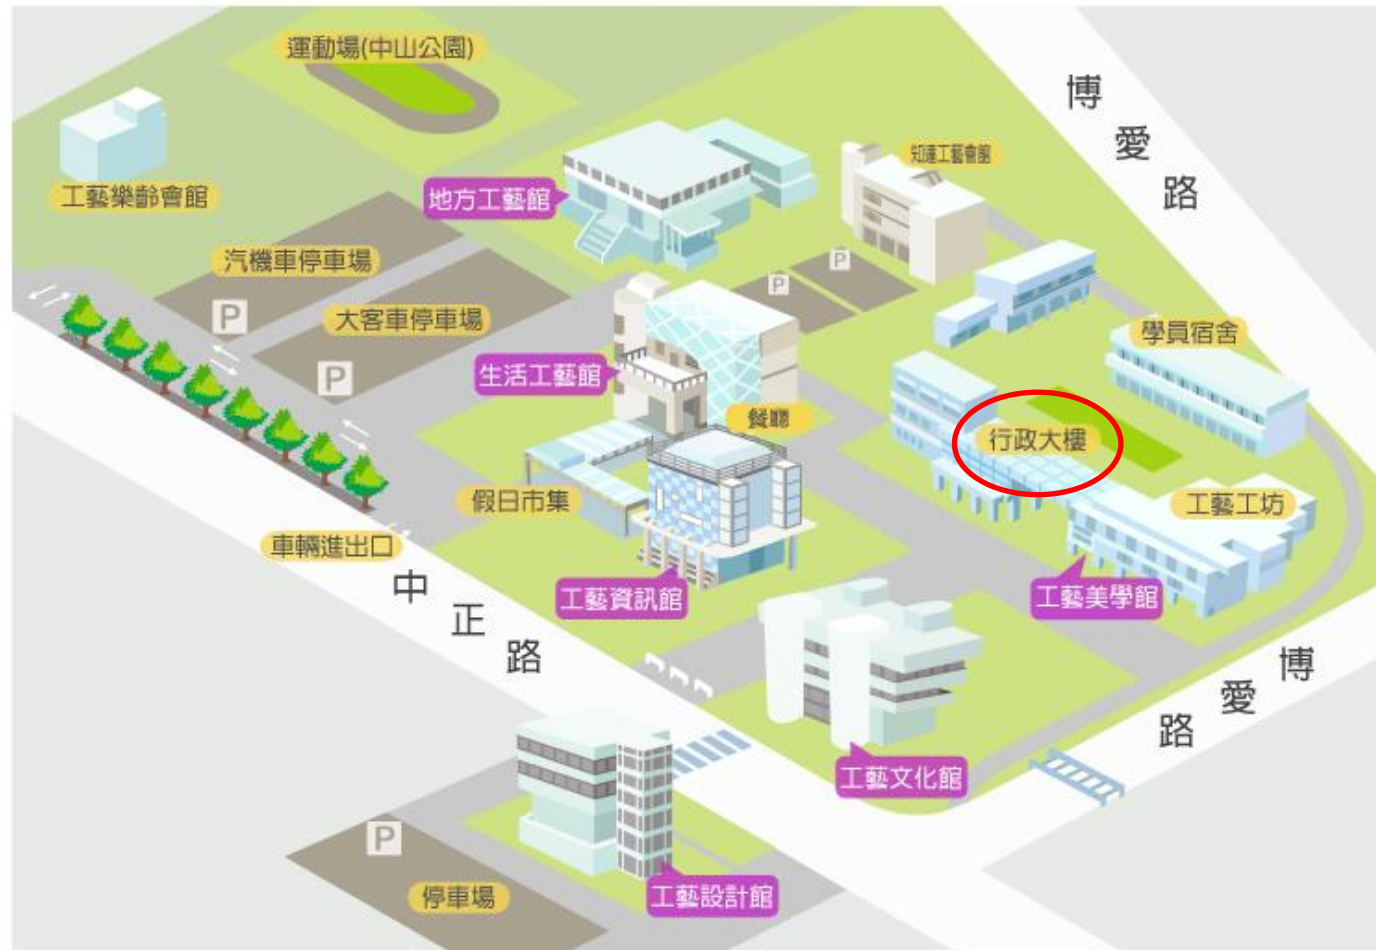 運動場(中山公園)
博愛路
知達工藝會館
工藝樂齡會館
地方工藝館
汽機車停車場
P
P
P
大客車停車場
P
學員宿舍
生活工藝館
餐廳
行政大樓
假日市集
工藝工坊
車輛進出口
中正路
工藝資訊館
工藝美學館
博愛路
工藝文化館
P
停車場
工藝設計館